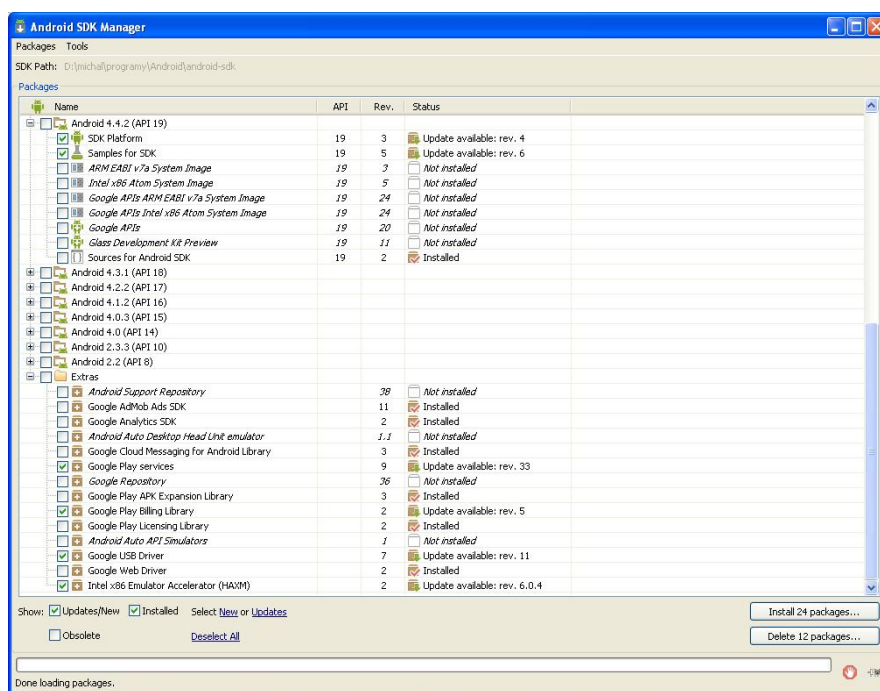 Android SDK Manager
Packages Tools
SDK Path: D:\michal\programy\Android\android-sdk
Packages
Name API Rev. Status
Android 4.4.2 (API 19)
SDK Platform 19 3 Update available: rev. 4
Samples for SDK 19 5 Update available: rev. 6
ARM EABI v7a System Image 19 3 Not installed
Intel x86 Atom System Image 19 5 Not installed
Google APIs ARM EABI v7a System Image 19 24 Not installed
Google APIs Intel x86 Atom System Image 19 24 Not installed
Google APIs 19 20 Not installed
Glass Development Kit Preview 19 11 Not installed
Sources for Android SDK 19 2 Installed
Android 4.3.1 (API 18)
Android 4.2.2 (API 17)
Android 4.1.2 (API 16)
Android 4.0.3 (API 15)
Android 4.0 (API 14)
Android 2.3.3 (API 10)
Android 2.2 (API 8)
Extras
Android Support Repository 38 Not installed
Google AdMob Ads SDK 11 Installed
Google Analytics SDK 2 Installed
Android Auto Desktop Head Unit emulator 1.1 Not installed
Google Cloud Messaging for Android Library 3 Installed
Google Play services 9 Update available: rev. 33
Google Repository 36 Not installed
Google Play APK Expansion Library 3 Installed
Google Play Billing Library 2 Update available: rev. 5
Google Play Licensing Library 2 Installed
Android Auto API Simulators 1 Not installed
Google USB Driver 7 Update available: rev. 11
Google Web Driver 2 Installed
Intel x86 Emulator Accelerator (HAXM) 2 Update available: rev. 6.0.4
Show: Updates/New Installed Select New or Updates Install 24 packages...
Obsolete Deselect All Delete 12 packages...
Done loading packages.